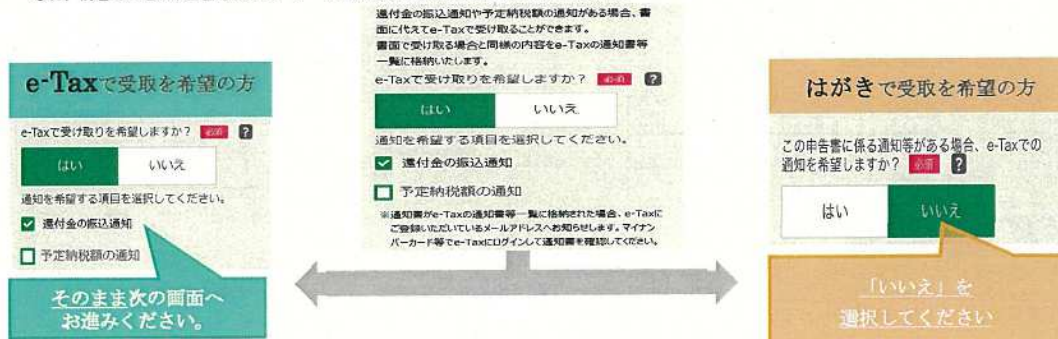 還付金の振込通知や予定納税額の通知がある場合、書
面に代えてe-Taxで受け取ることができます。
書面で受け取る場合と同様の内容をe-Taxの通知書等
一覧に格納いたします。
e-Taxで受け取りを希望しますか? 必須 ?
はい いいえ
通知を希望する項目を選択してください。
還付金の振込通知
予定納税額の通知
※通知書がe-Taxの通知書等一覧に格納された場合、e-Taxに
ご登録いただいているメールアドレスへお知らせします。マイナン
バーカード等でe-Taxにログインして通知書を確認してください。
e-Taxで受取を希望の方
e-Taxで受け取りを希望しますか? 必須 ?
はい いいえ
通知を希望する項目を選択してください。
還付金の振込通知
予定納税額の通知
そのまま次の画面へ
お進みください。
はがきで受取を希望の方
この申告書に係る通知等がある場合、e-Taxでの
通知を希望しますか? 必須 ?
はい いいえ
「いいえ」を
選択してください